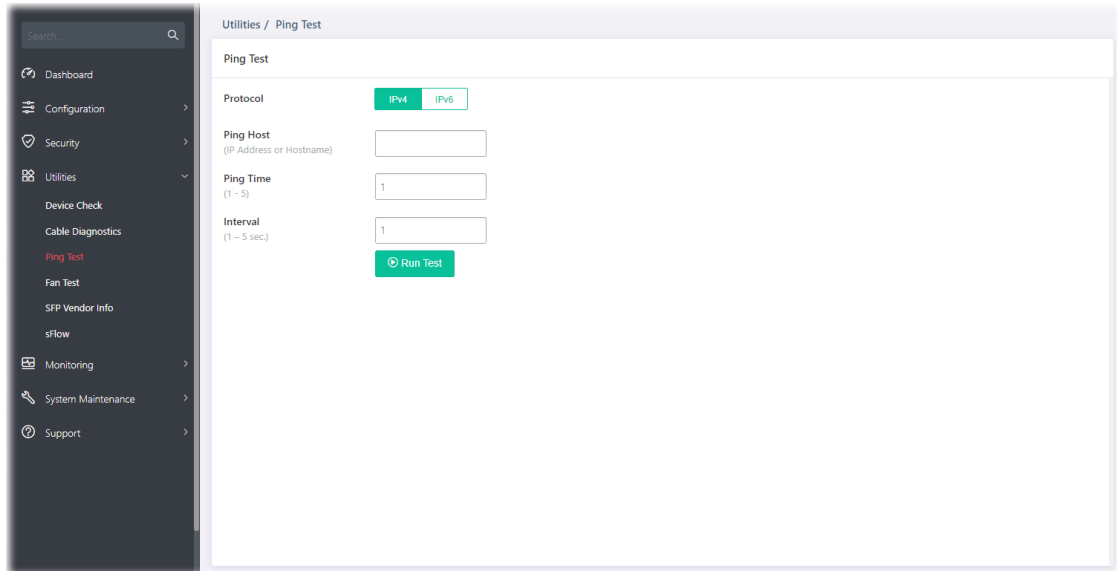 Search...
Dashboard
Configuration
Security
Utilities
Device Check
Cable Diagnostics
Ping Test
Fan Test
SFP Vendor Info
sFlow
Monitoring
System Maintenance
Support
Utilities / Ping Test
Ping Test
Protocol
IPv4 IPv6
Ping Host
(IP Address or Hostname)
Ping Time
(1 - 5)
1
Interval
(1 – 5 sec.)
1
Run Test